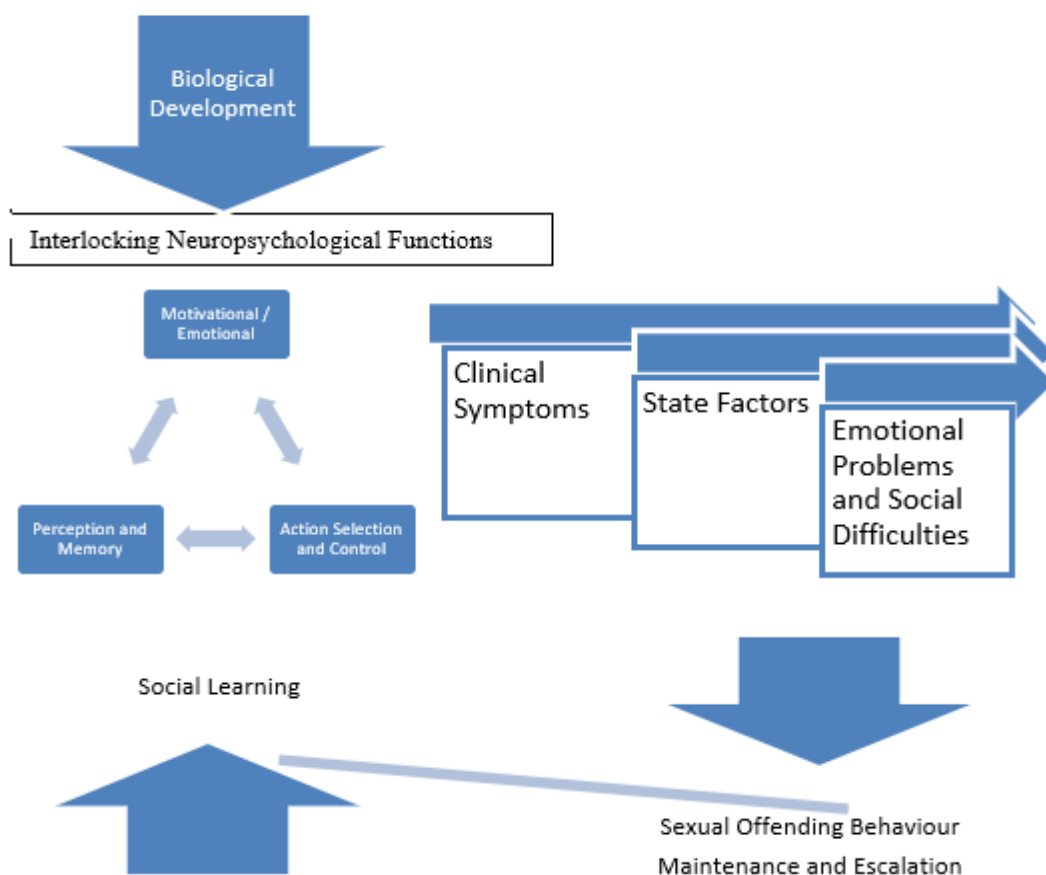 Biological
Development
Interlocking Neuropsychological Functions
Motivational /
Emotional
Perception and
Memory
Action Selection
and Control
Clinical
Symptoms
State Factors
Emotional
Problems
and Social
Difficulties
Social Learning
Sexual Offending Behaviour
Maintenance and Escalation